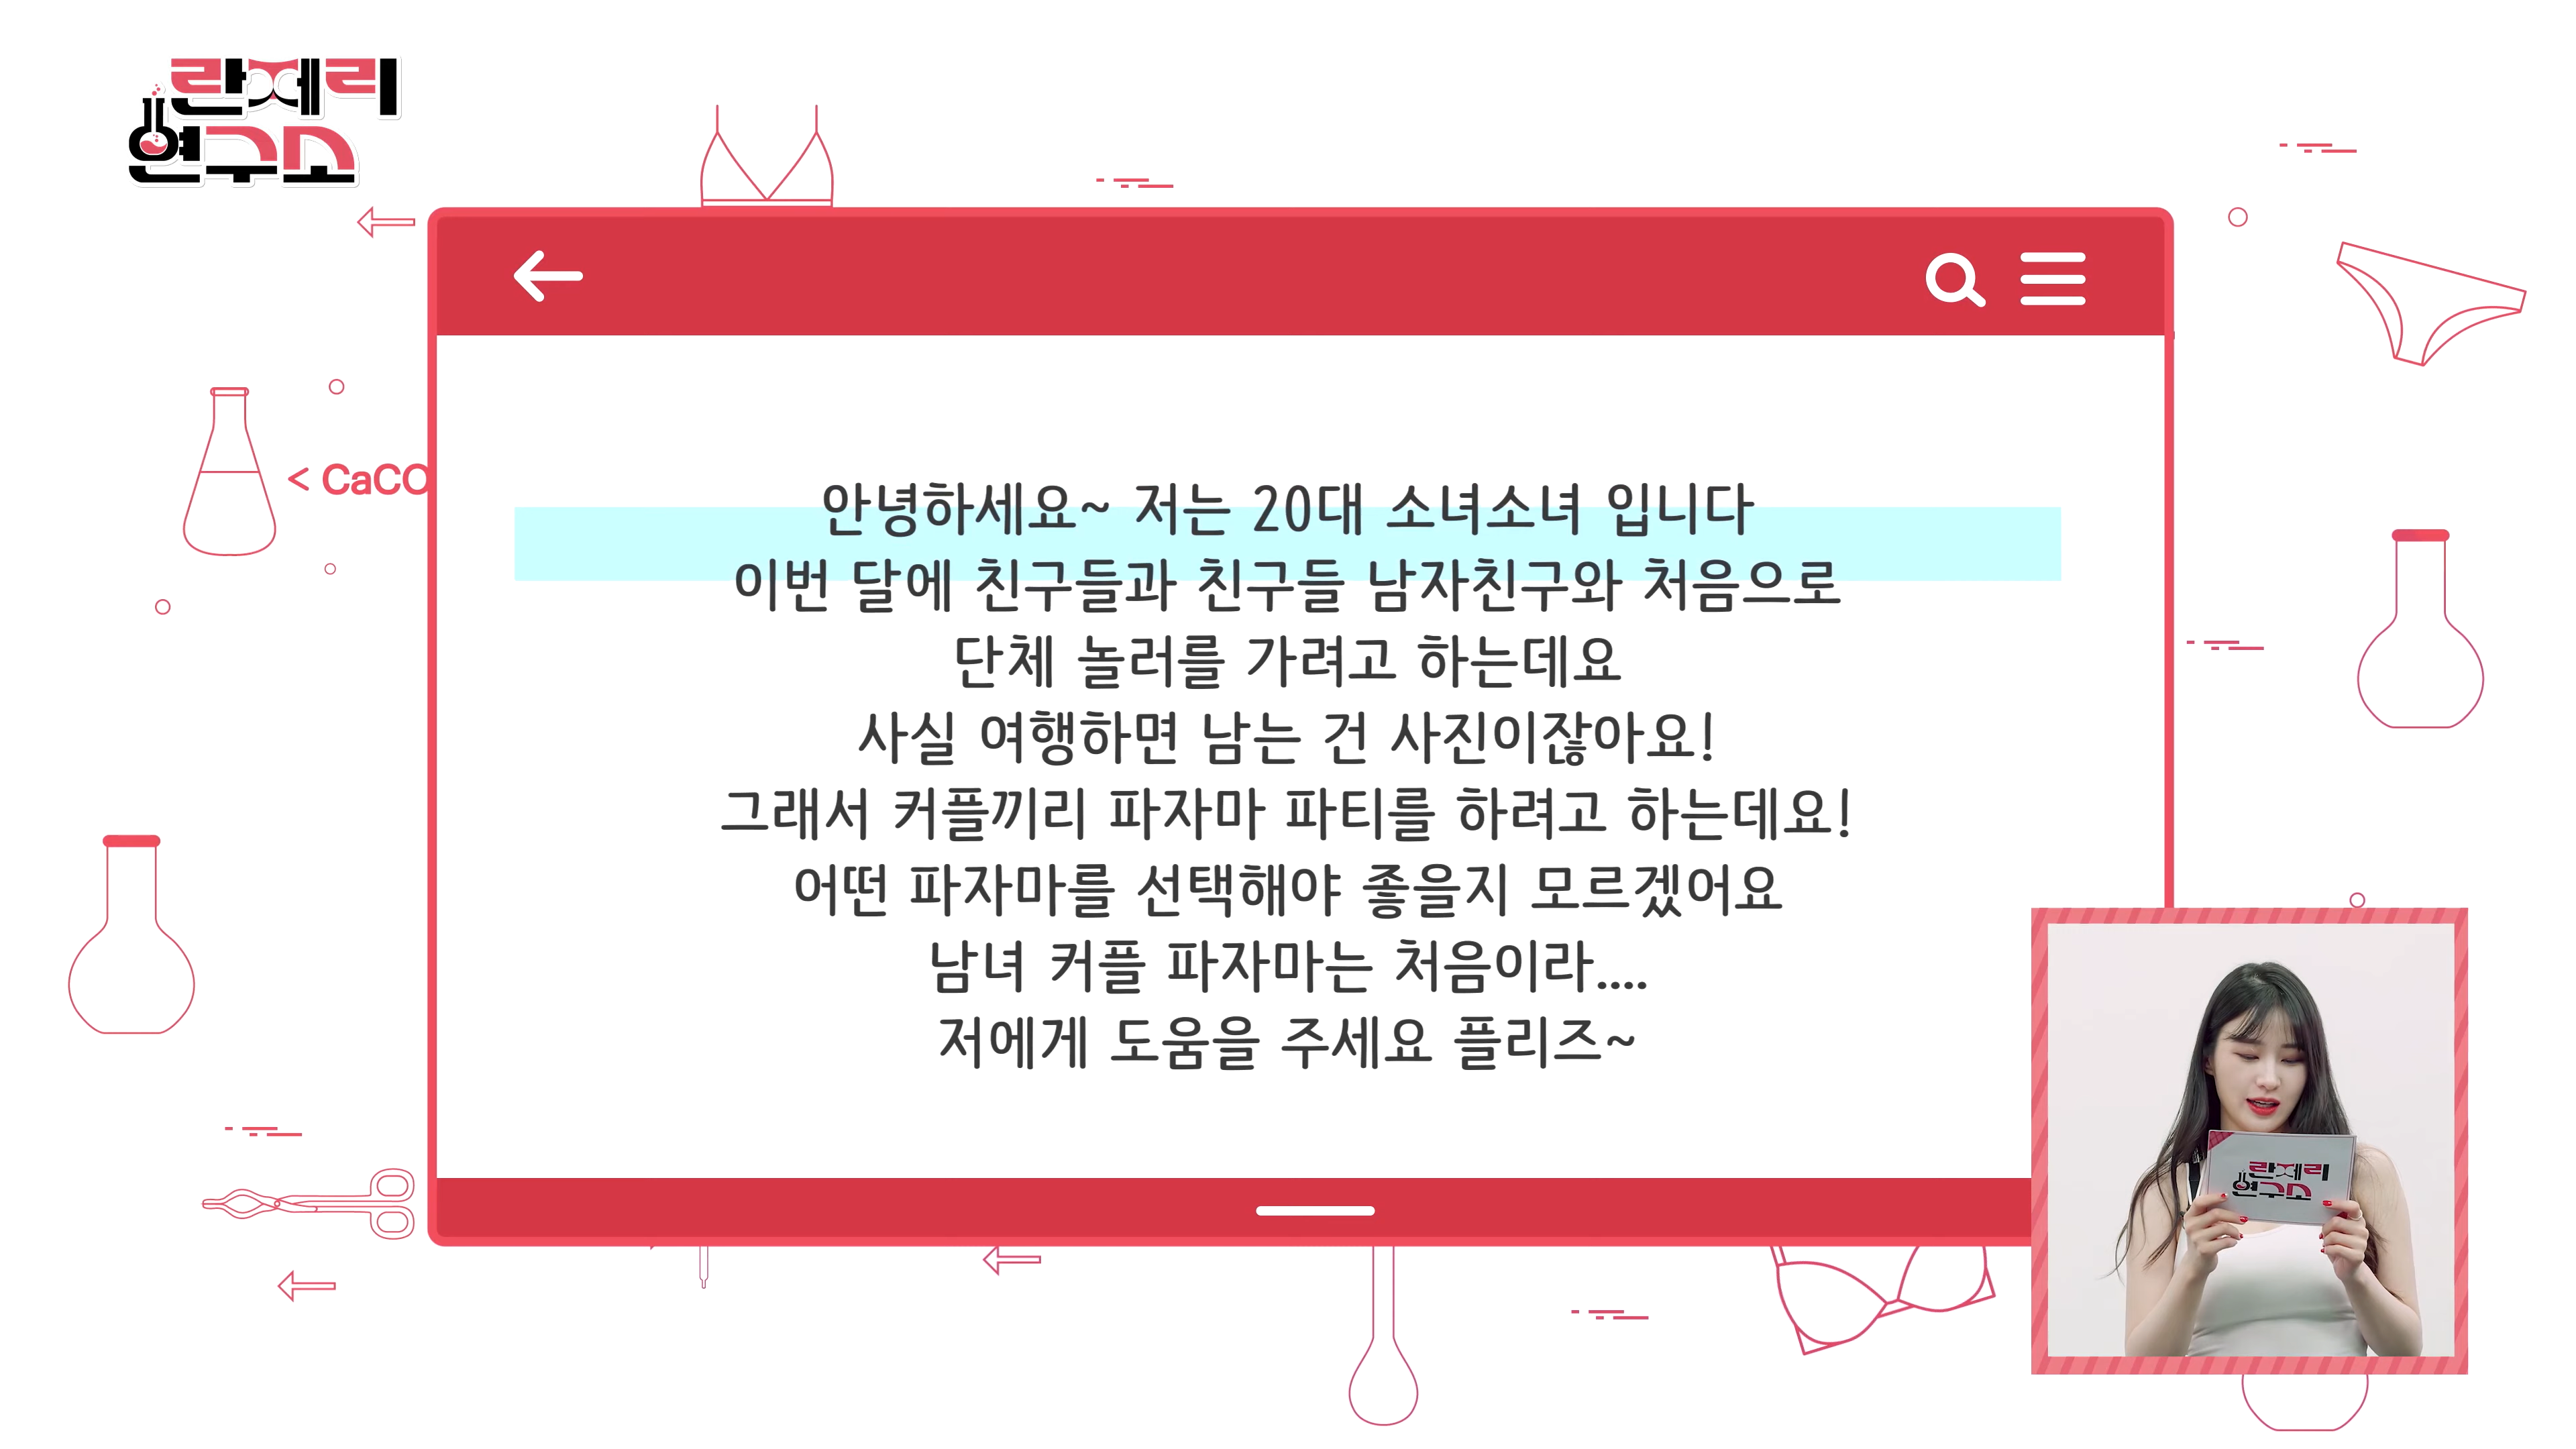 란제리
연구소
< CaCO
안녕하세요~ 저는 20대 소녀소녀 입니다
이번 달에 친구들과 친구들 남자친구와 처음으로
단체 놀러를 가려고 하는데요
사실 여행하면 남는 건 사진이잖아요!
그래서 커플끼리 파자마 파티를 하려고 하는데요!
어떤 파자마를 선택해야 좋을지 모르겠어요
남녀 커플 파자마는 처음이라....
저에게 도움을 주세요 플리즈~
란제리
연구소